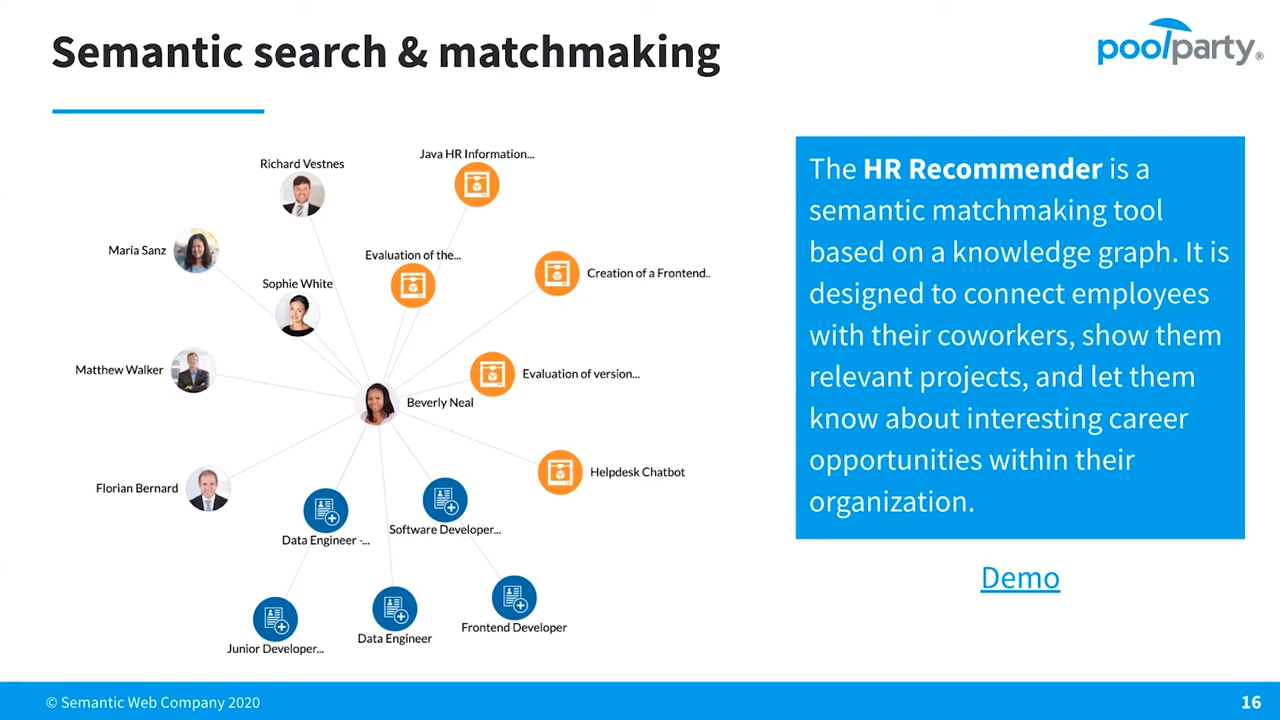 Semantic search & matchmaking
poolparty®
Richard Vestnes
Java HR Information...
Maria Sanz
Evaluation of the...
Creation of a Frontend..
Sophie White
Matthew Walker
Evaluation of version...
Beverly Neal
Helpdesk Chatbot
Florian Bernard
Data Engineer -...
Software Developer...
Junior Developer...
Data Engineer
Frontend Developer
The HR Recommender is a
semantic matchmaking tool
based on a knowledge graph. It is
designed to connect employees
with their coworkers, show them
relevant projects, and let them
know about interesting career
opportunities within their
organization.
Demo
© Semantic Web Company 2020
16